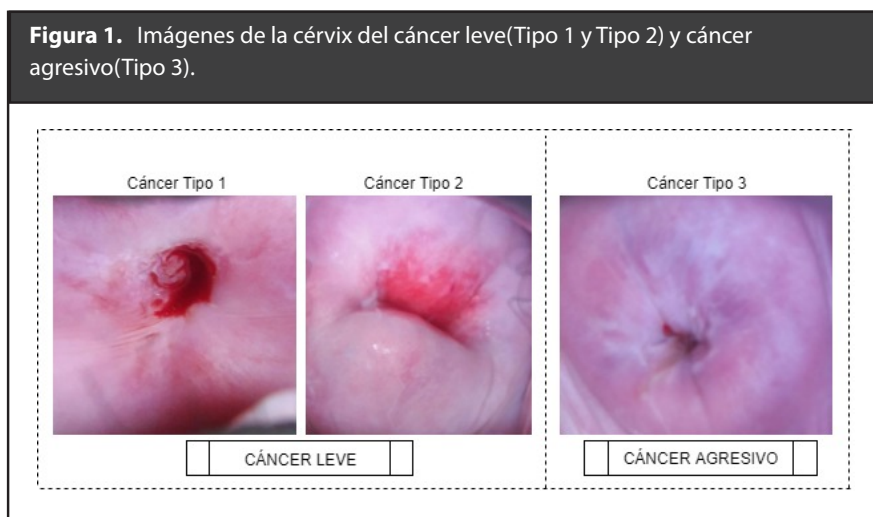 Figura 1. Imágenes de la cérvix del cáncer leve(Tipo 1 y Tipo 2) y cáncer
agresivo(Tipo 3).
Cáncer Tipo 1
Cáncer Tipo 2
Cáncer Tipo 3
CÁNCER LEVE
CÁNCER AGRESIVO